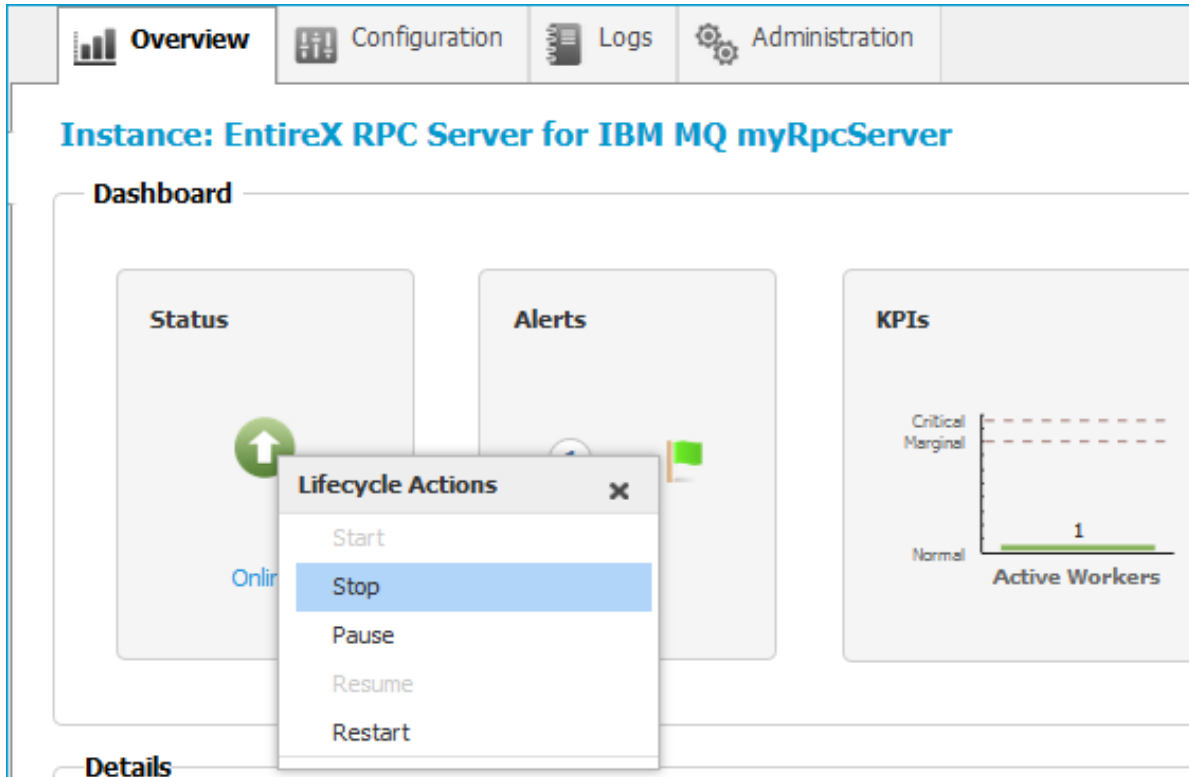 Overview Configuration Logs Administration
Instance: EntireX RPC Server for IBM MQ myRpcServer
Dashboard
Status
Alerts
KPIs
Critical
Marginal
Normal
1
Active Workers
Lifecycle Actions
Start
Stop
Pause
Resume
Restart
Details